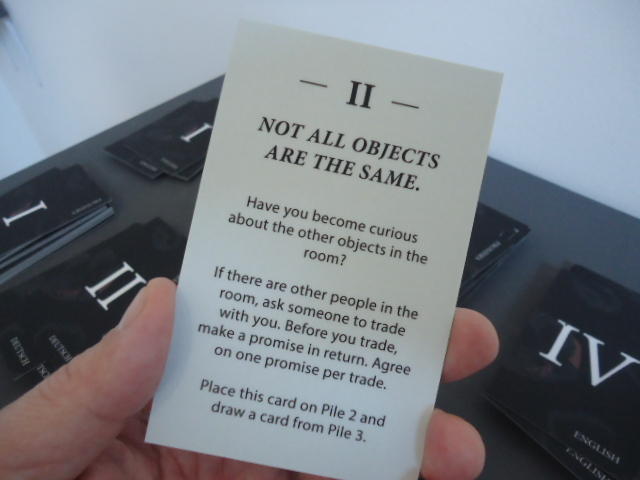 — II —
NOT ALL OBJECTS
ARE THE SAME.
Have you become curious
about the other objects in the
room?
If there are other people in the
room, ask someone to trade
with you. Before you trade,
make a promise in return. Agree
on one promise per trade.
Place this card on Pile 2 and
draw a card from Pile 3.
I
I
II
DEUTSCH
IV
ENGLISH
ENGLISH